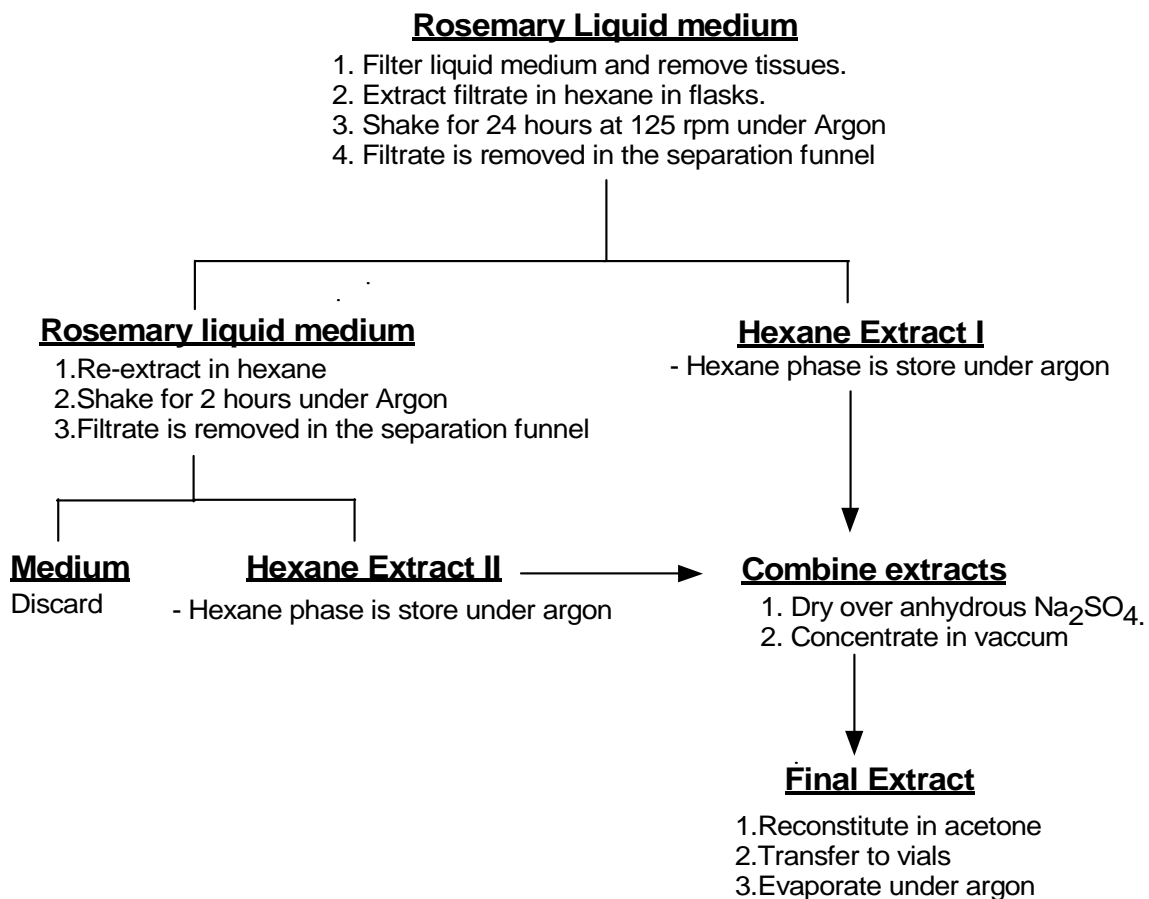 Rosemary Liquid medium
1. Filter liquid medium and remove tissues.
2. Extract filtrate in hexane in flasks.
3. Shake for 24 hours at 125 rpm under Argon
4. Filtrate is removed in the separation funnel
Rosemary liquid medium
1.Re-extract in hexane
2.Shake for 2 hours under Argon
3.Filtrate is removed in the separation funnel
Hexane Extract I
- Hexane phase is store under argon
Medium
Discard
Hexane Extract II
- Hexane phase is store under argon
Combine extracts
1. Dry over anhydrous Na2SO4.
2. Concentrate in vaccum
Final Extract
1.Reconstitute in acetone
2.Transfer to vials
3.Evaporate under argon